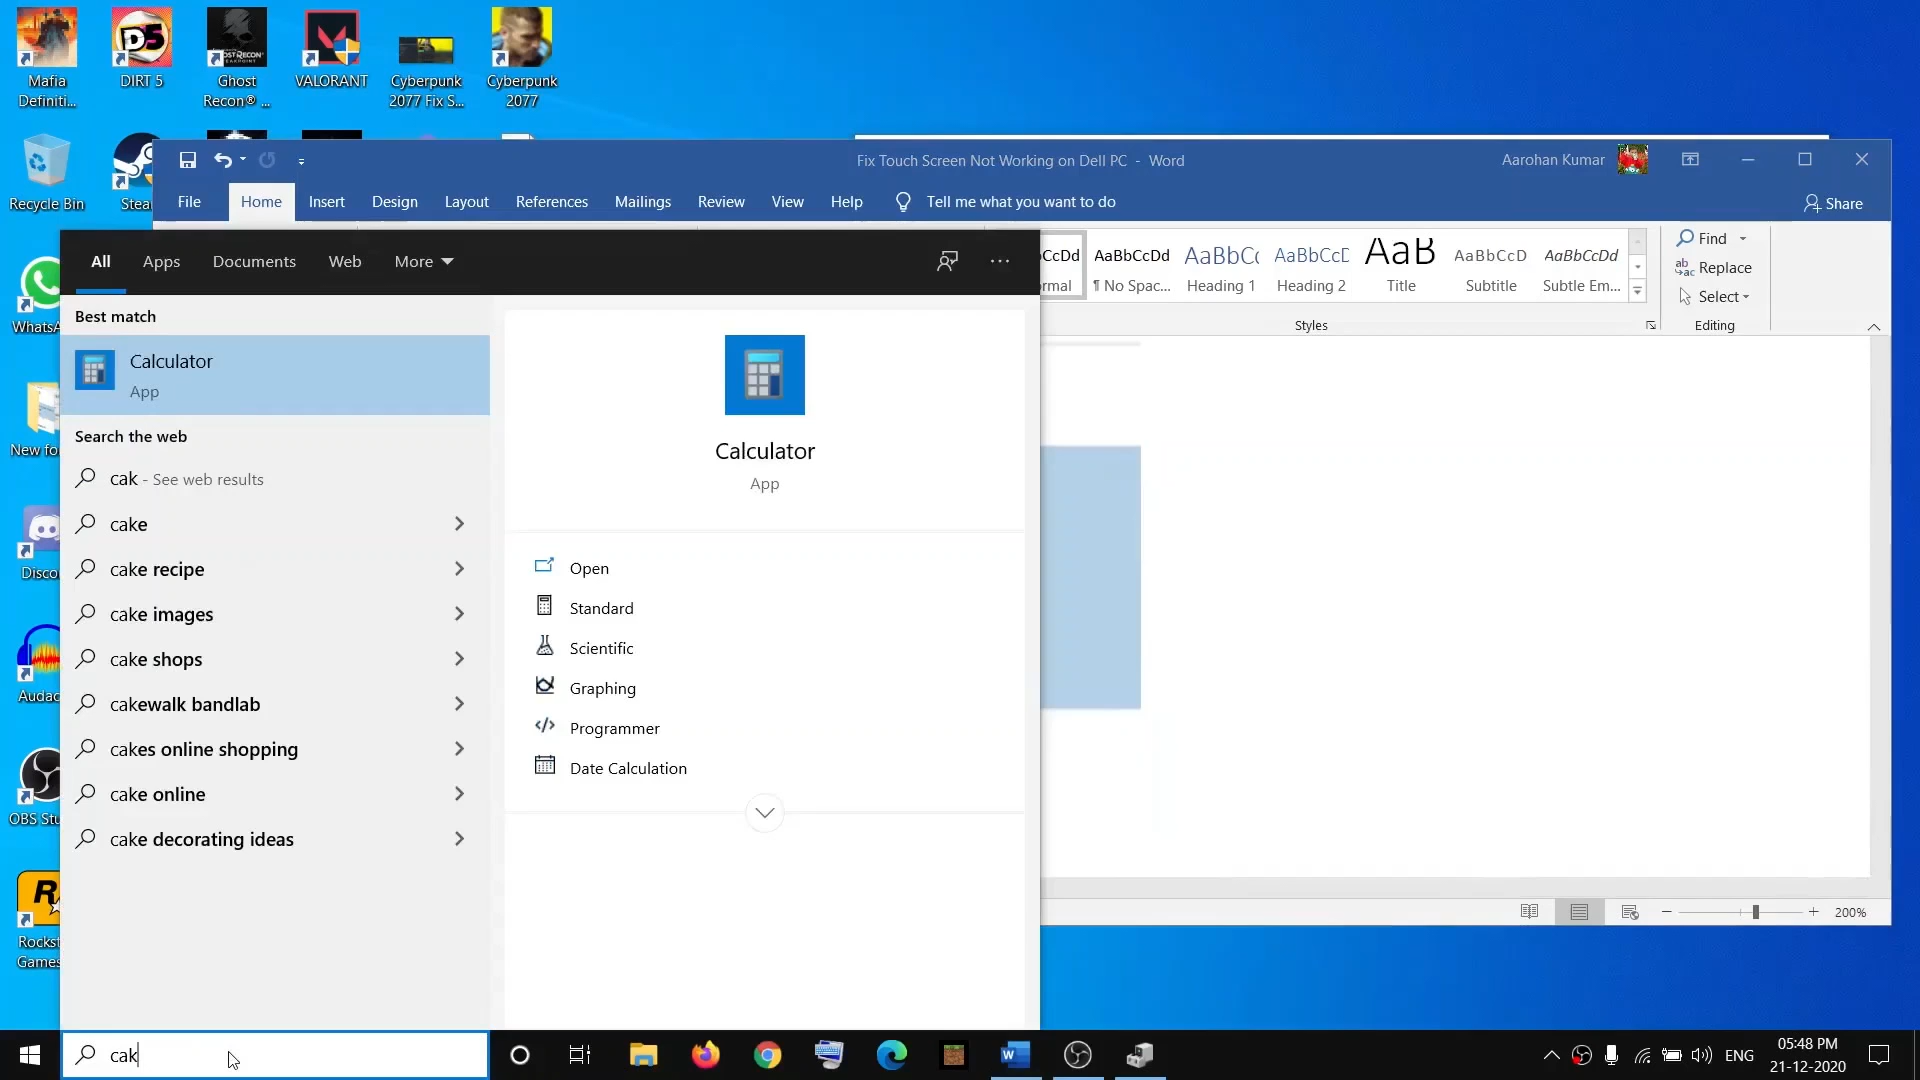 Mafia
Definiti...
DIRT 5
Ghost
Recon® ...
VALORANT
Cyberpunk
2077 Fix S...
Cyberpunk
2077
Recycle Bin
Stea
WhatsA
New fo
Disco
Audac
OBS Stu
Rockst
Games
Fix Touch Screen Not Working on Dell PC - Word
Aarohan Kumar
File
Home
Insert
Design
Layout
References
Mailings
Review
View
Help
Tell me what you want to do
Share
CcDd
rmal
AaBbCcDd
¶ No Spac...
AaBbCc
Heading 1
AaBbCcD
Heading 2
AaB
Title
AaBbCcD
Subtitle
AaBbCcDd
Subtle Em...
Styles
Find
Replace
Select
Editing
All
Apps
Documents
Web
More
Best match
Calculator
App
Search the web
cak - See web results
cake
cake recipe
cake images
cake shops
cakewalk bandlab
cakes online shopping
cake online
cake decorating ideas
Calculator
App
Open
Standard
Scientific
Graphing
Programmer
Date Calculation
200%
cak
ENG
05:48 PM
21-12-2020